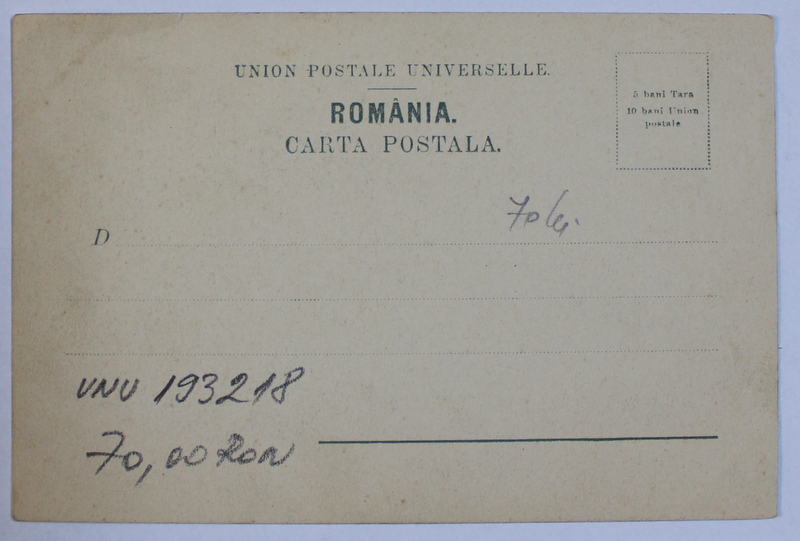 UNION POSTALE UNIVERSELLE.
ROMÂNIA.
CARTA POSTALA.
5 bani Tara
10 bani Union
postale
70 lei
D
VNU 193218
70,00 RON